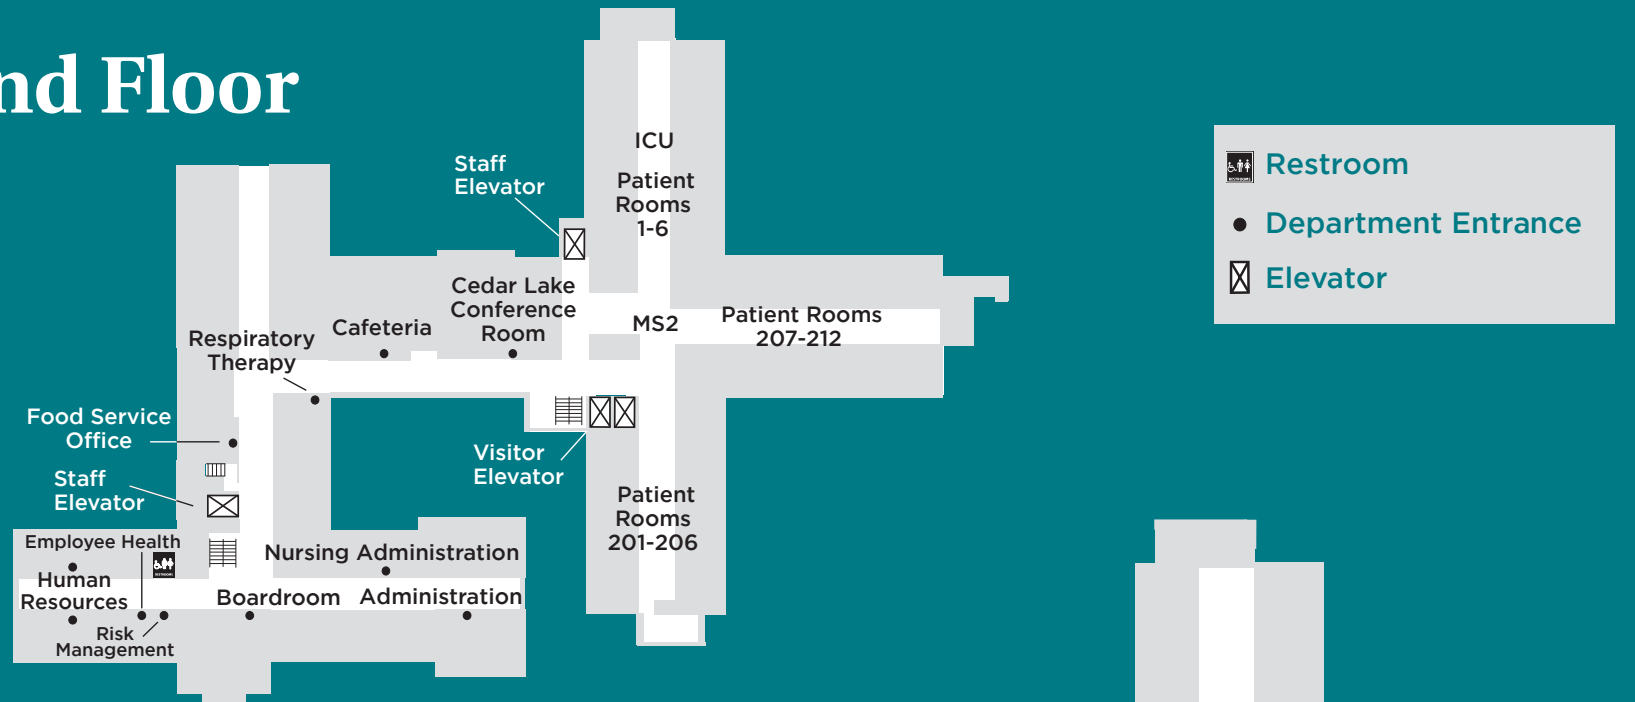 nd Floor
ICU
Patient
Rooms
1-6
Staff
Elevator
Restroom
Department Entrance
Elevator
Cedar Lake
Conference
Room
Cafeteria
MS2
Patient Rooms
207-212
Respiratory
Therapy
Food Service
Office
Staff
Elevator
Visitor
Elevator
Patient
Rooms
201-206
Employee Health
Nursing Administration
Human
Resources
Boardroom
Administration
Risk
Management